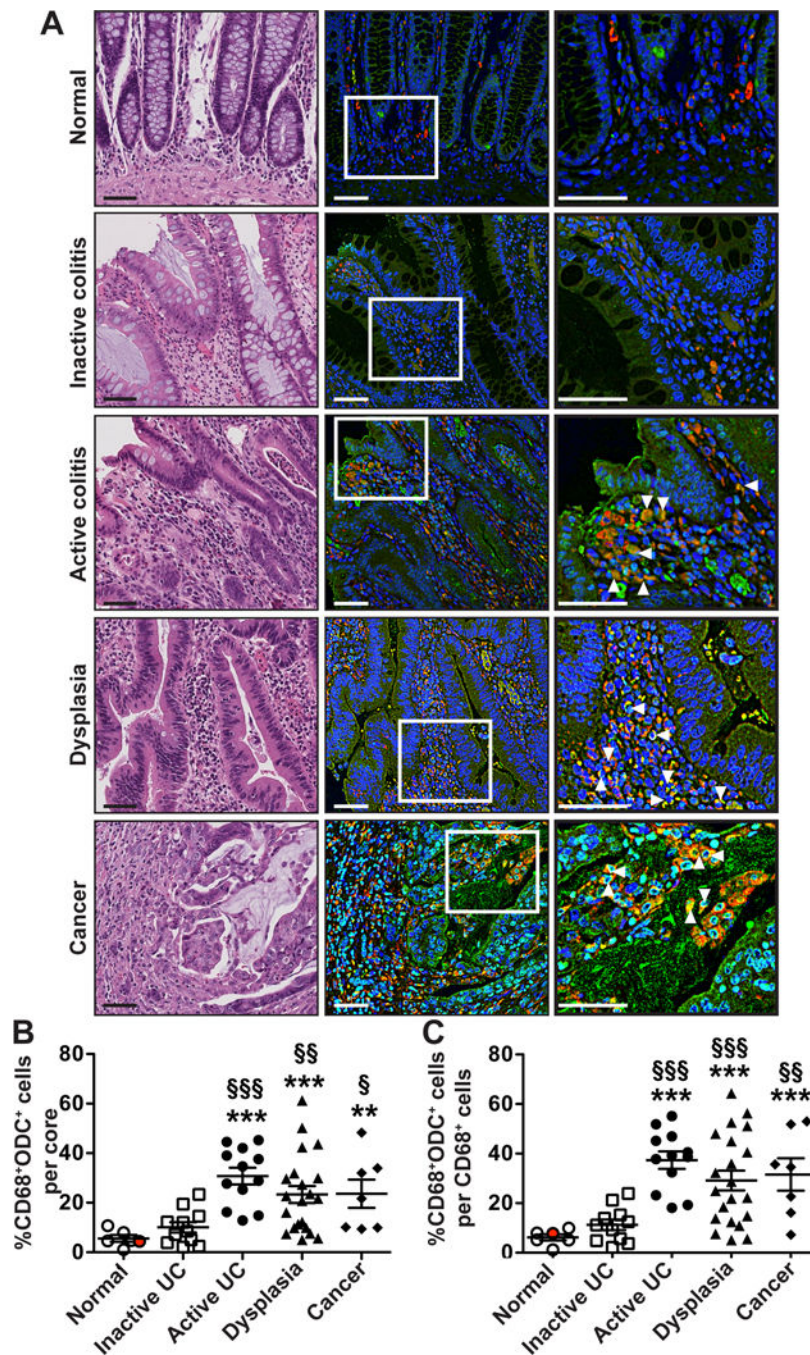 A
Normal
Inactive colitis
Active colitis
Dysplasia
Cancer
B
%CD68⁺ODC⁺ cells
per core
80
60
40
20
0
§§§
***
§§
***
§
**
Normal
Inactive UC
Active UC
Dysplasia
Cancer
C
%CD68⁺ODC⁺ cells
per CD68⁺ cells
80
60
40
20
0
§§§
***
§§§
***
§§
***
Normal
Inactive UC
Active UC
Dysplasia
Cancer